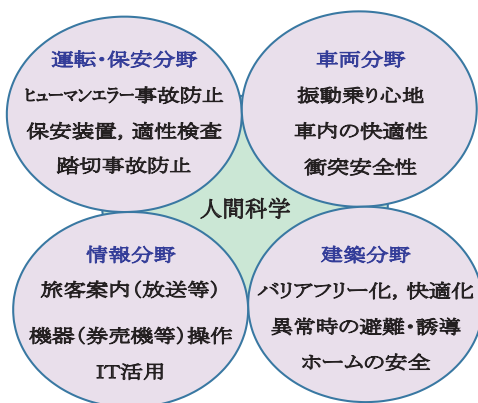 運転・保安分野
ヒューマンエラー事故防止
保安装置, 適性検査
踏切事故防止
車両分野
振動乗り心地
車内の快適性
衝突安全性
人間科学
情報分野
旅客案内（放送等）
機器（券売機等）操作
IT活用
建築分野
バリアフリー化, 快適化
異常時の避難・誘導
ホームの安全